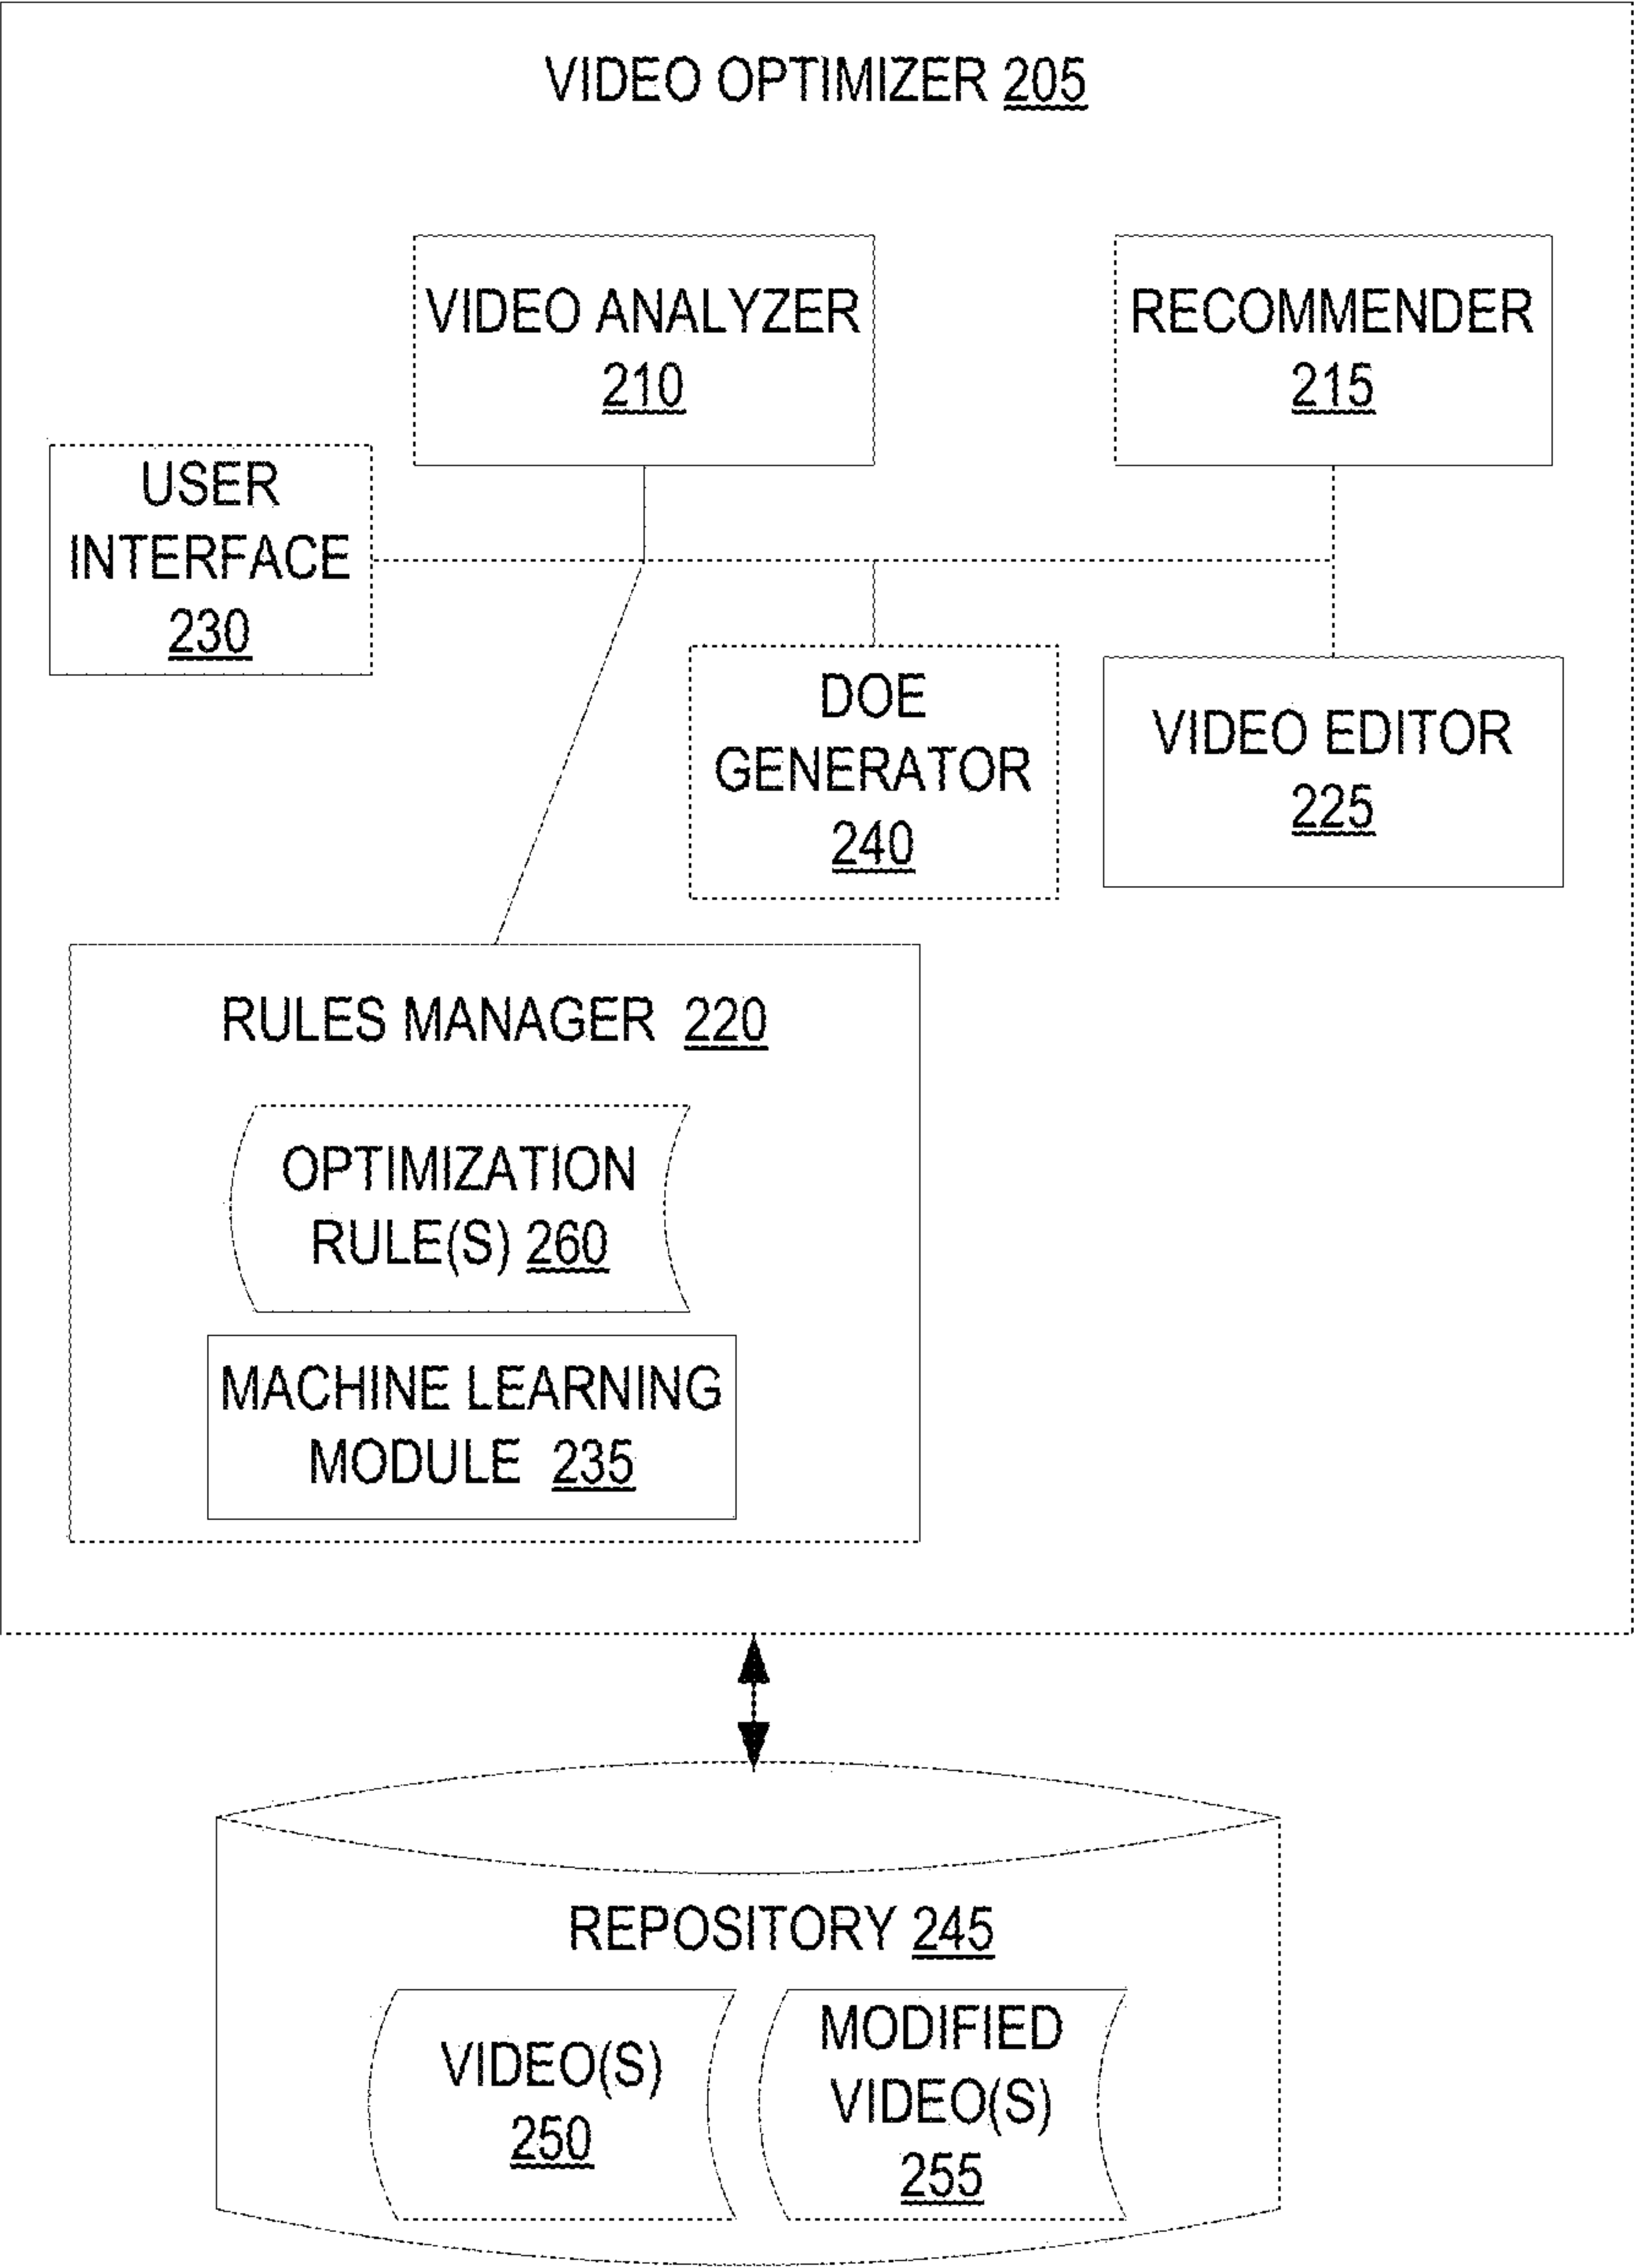 VIDEO OPTIMIZER 205
VIDEO ANALYZER
210
RECOMMENDER
215
USER
INTERFACE
230
DOE
GENERATOR
240
VIDEO EDITOR
225
RULES MANAGER 220
OPTIMIZATION
RULE(S) 260
MACHINE LEARNING
MODULE 235
REPOSITORY 245
VIDEO(S)
250
MODIFIED
VIDEO(S)
255